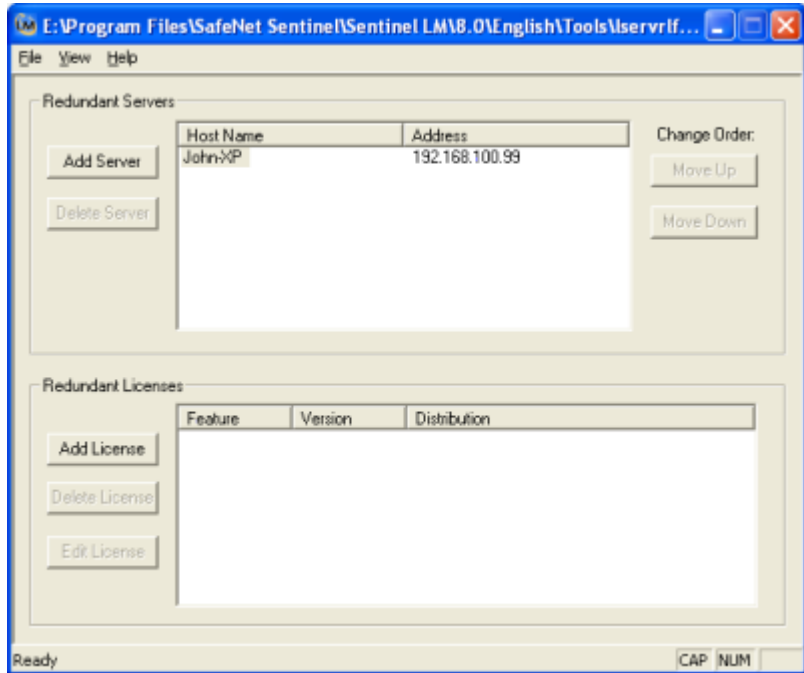 E:\Program Files\SafeNet Sentinel\Sentinel LM\8.0\English\Tools\lservrlf...
File View Help
Redundant Servers
Host Name Address Change Order:
Add Server John-XP 192.168.100.99 Move Up
Delete Server Move Down
Redundant Licenses
Feature Version Distribution
Add License
Delete License
Edit License
Ready CAP NUM